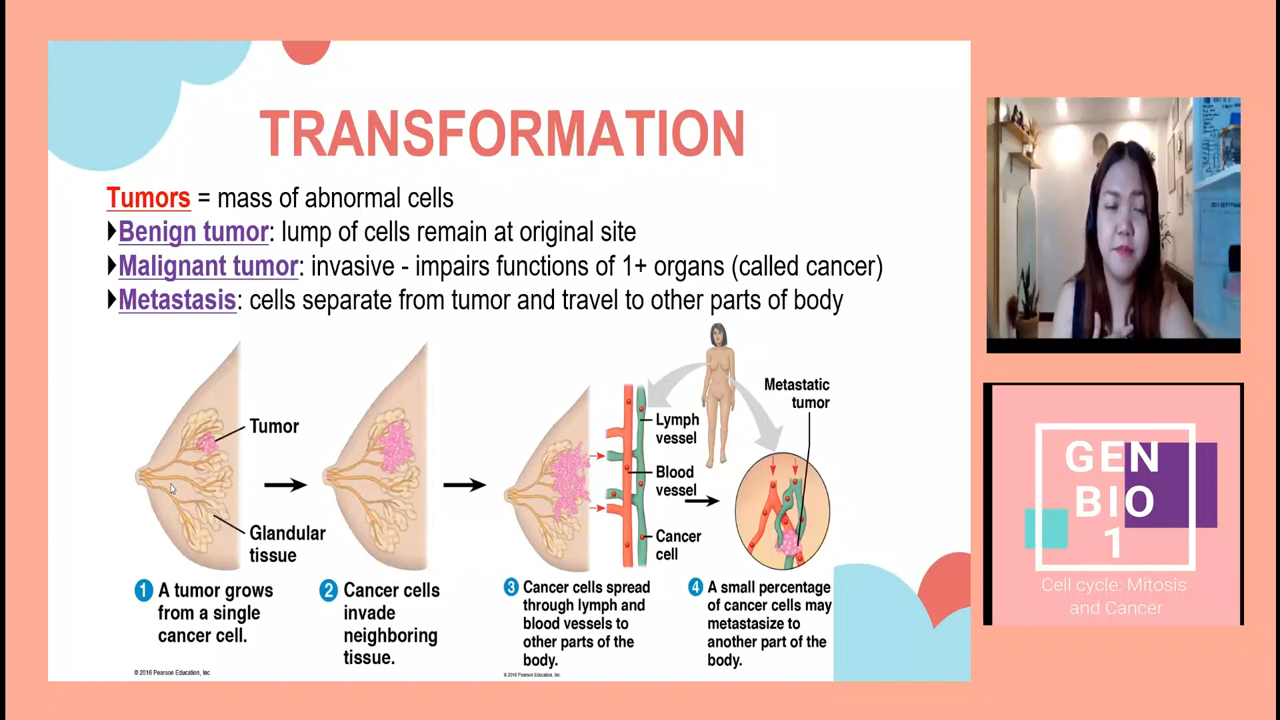 TRANSFORMATION
Tumors = mass of abnormal cells
Benign tumor: lump of cells remain at original site
Malignant tumor: invasive - impairs functions of 1+ organs (called cancer)
Metastasis: cells separate from tumor and travel to other parts of body
Tumor
Glandular
tissue
Lymph
vessel
Blood
vessel
Cancer
cell
Metastatic
tumor
1 A tumor grows
from a single
cancer cell.
2 Cancer cells
invade
neighboring
tissue.
3 Cancer cells spread
through lymph and
blood vessels to
other parts of the
body.
4 A small percentage
of cancer cells may
metastasize to
another part of the
body.
© 2016 Pearson Education, Inc.
© 2016 Pearson Education, Inc.
GEN
BIO
1
Cell cycle: Mitosis
and Cancer